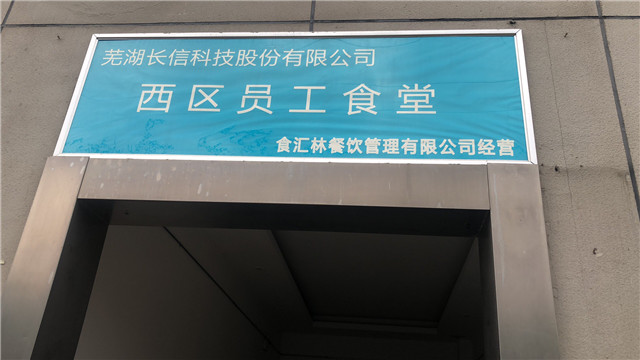 芜湖长信科技股份有限公司
西区员工食堂
食汇林餐饮管理有限公司经营